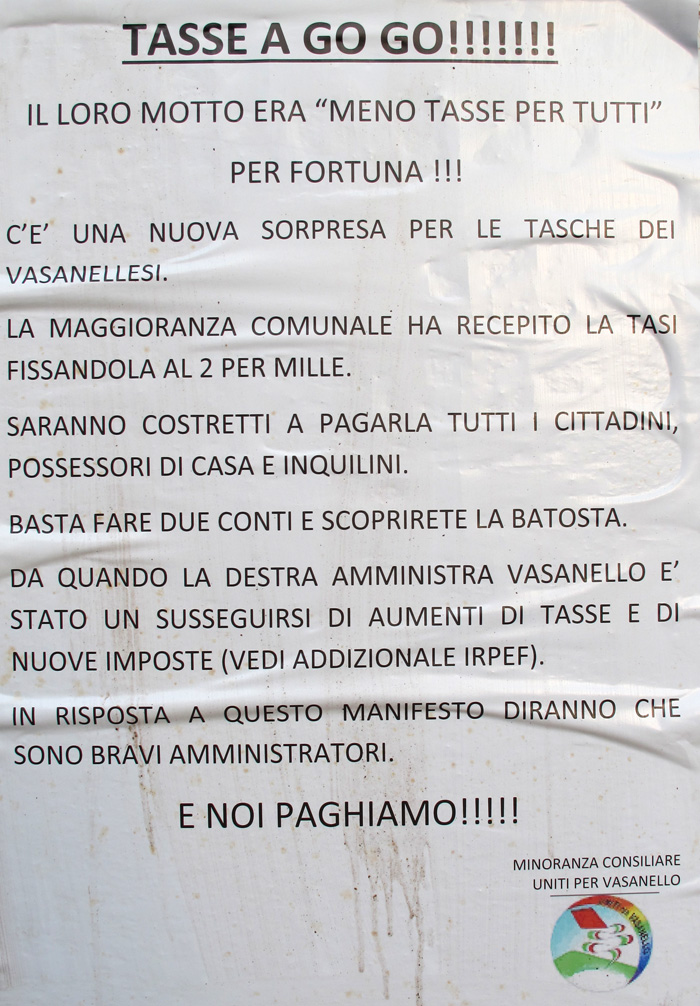 TASSE A GO GO!!!!!!!
IL LORO MOTTO ERA “MENO TASSE PER TUTTI”
PER FORTUNA !!!
C’E’ UNA NUOVA SORPRESA PER LE TASCHE DEI
VASANELLESI.
LA MAGGIORANZA COMUNALE HA RECEPITO LA TASI
FISSANDOLA AL 2 PER MILLE.
SARANNO COSTRETTI A PAGARLA TUTTI I CITTADINI,
POSSESSORI DI CASA E INQUILINI.
BASTA FARE DUE CONTI E SCOPRIRETE LA BATOSTA.
DA QUANDO LA DESTRA AMMINISTRA VASANELLO E’
STATO UN SUSSEGUIRSI DI AUMENTI DI TASSE E DI
NUOVE IMPOSTE (VEDI ADDIZIONALE IRPEF).
IN RISPOSTA A QUESTO MANIFESTO DIRANNO CHE
SONO BRAVI AMMINISTRATORI.
E NOI PAGHIAMO!!!!!
MINORANZA CONSILIARE
UNITI PER VASANELLO
VASANELLO